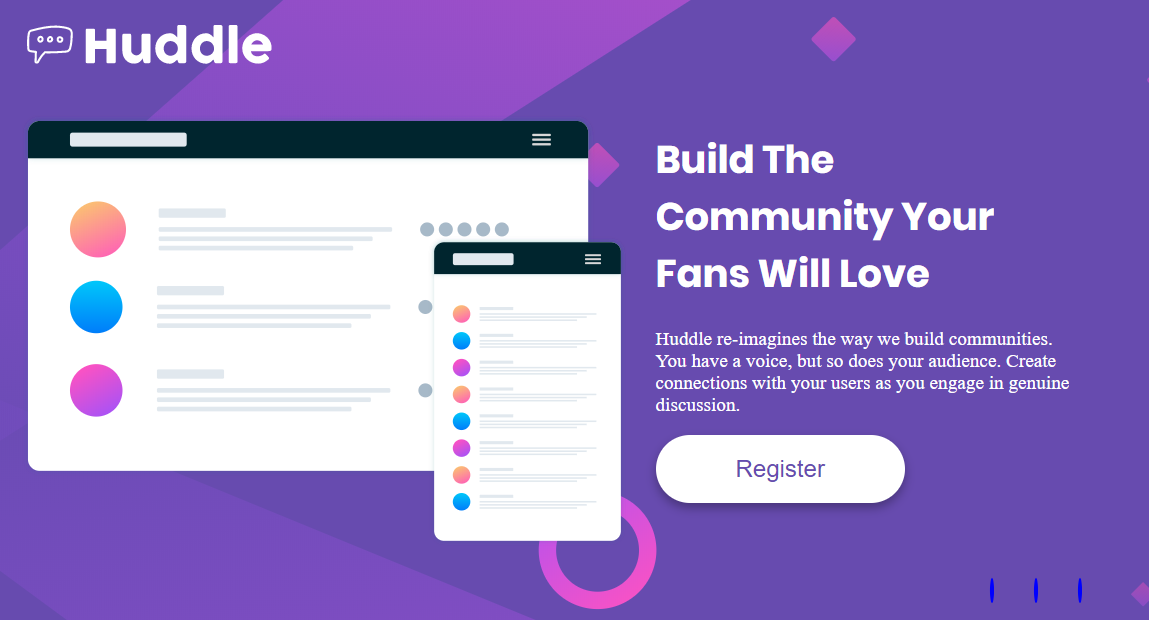 Huddle
Build The
Community Your
Fans Will Love
Huddle re-imagines the way we build communities.
You have a voice, but so does your audience. Create
connections with your users as you engage in genuine
discussion.
Register